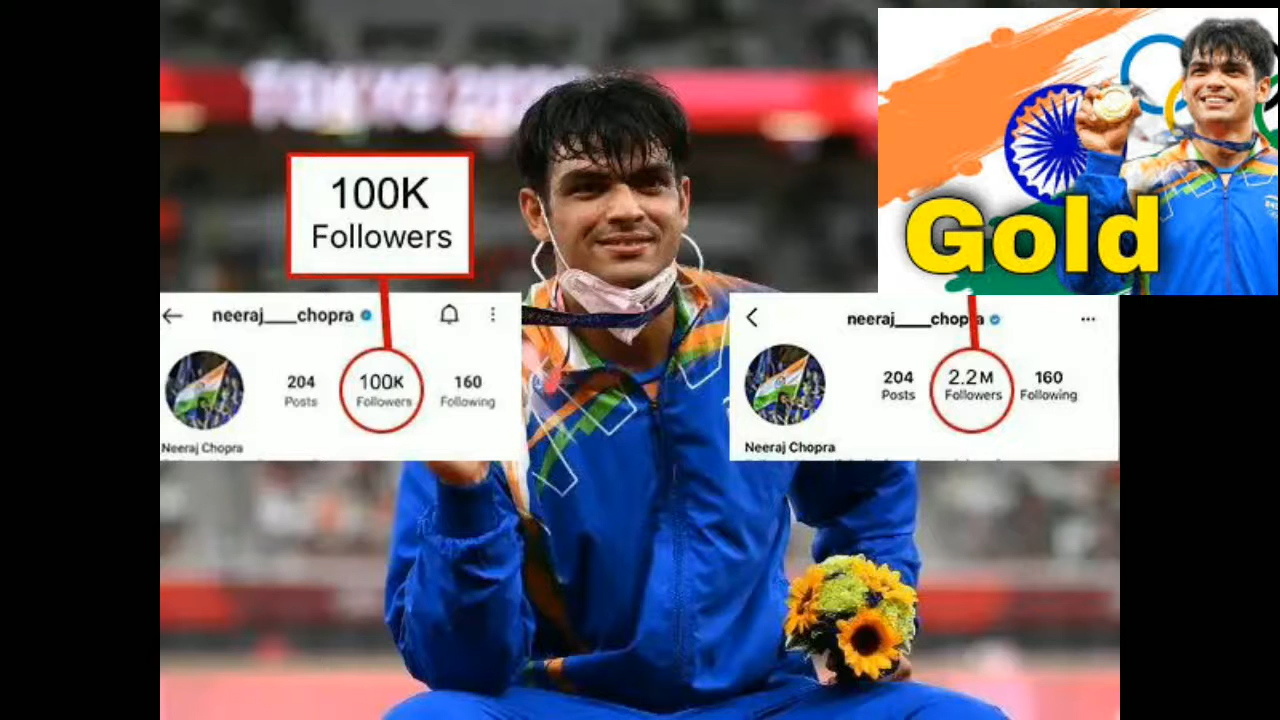 100K
Followers
neeraj___chopra
204
Posts
100K
Followers
160
Following
Neeraj Chopra
neeraj___chopra
204
Posts
2.2M
Followers
160
Following
Neeraj Chopra
Gold